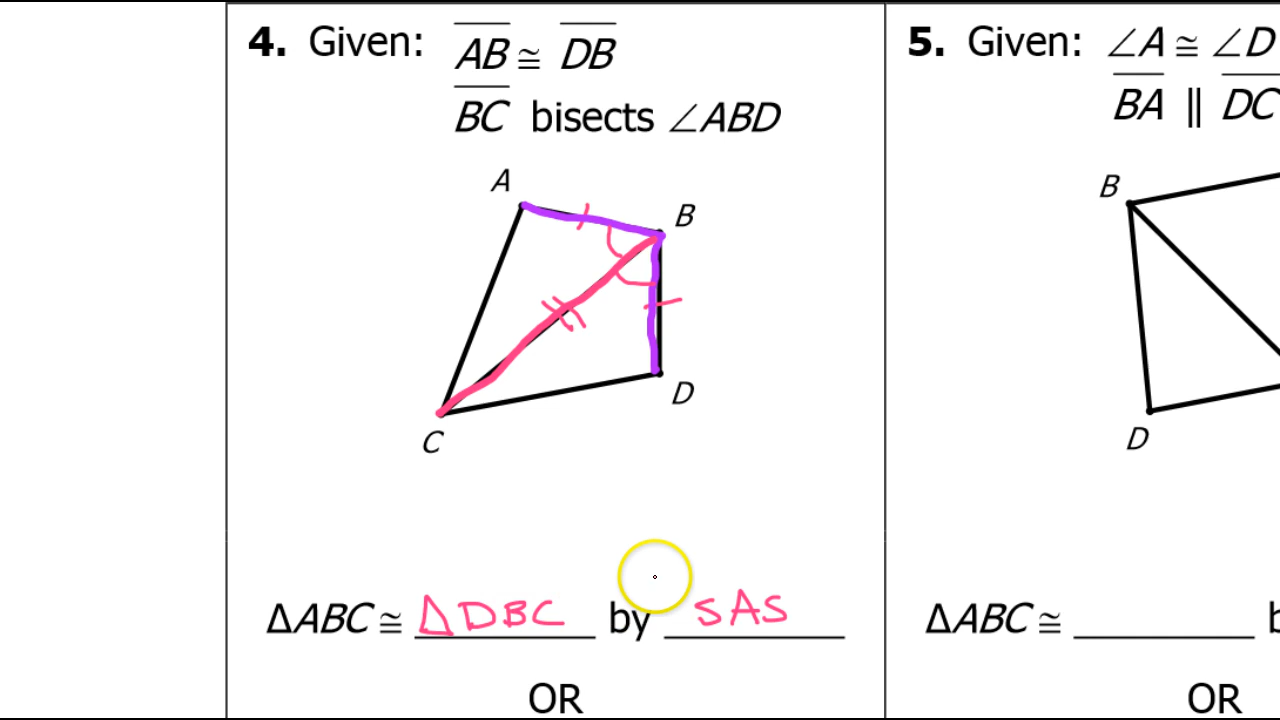 4. Given: AB ≅ DB
BC bisects ∠ABD
A
B
D
C
ΔABC ≅ ΔDBC by SAS
OR
5. Given: ∠A ≅ ∠D
BA ∥ DC
B
D
ΔABC ≅
OR